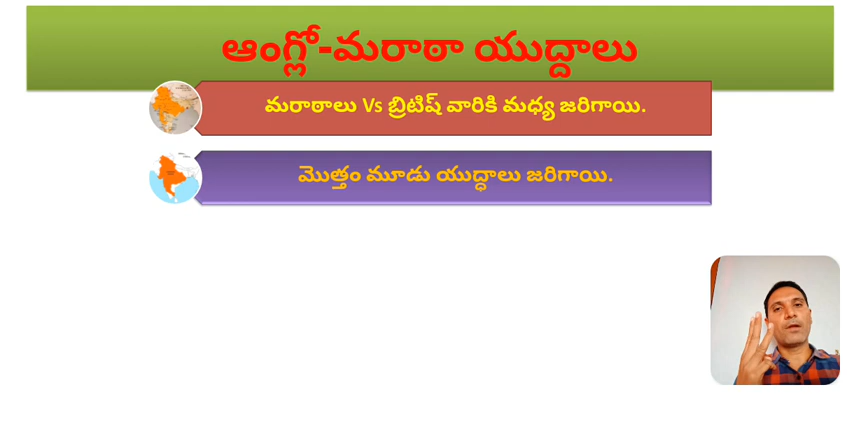 ఆంగ్లో-మరాఠా యుద్దాలు
మరాఠాలు Vs బ్రిటిష్ వారికి మధ్య జరిగాయి.
మొత్తం మూడు యుద్ధాలు జరిగాయి.